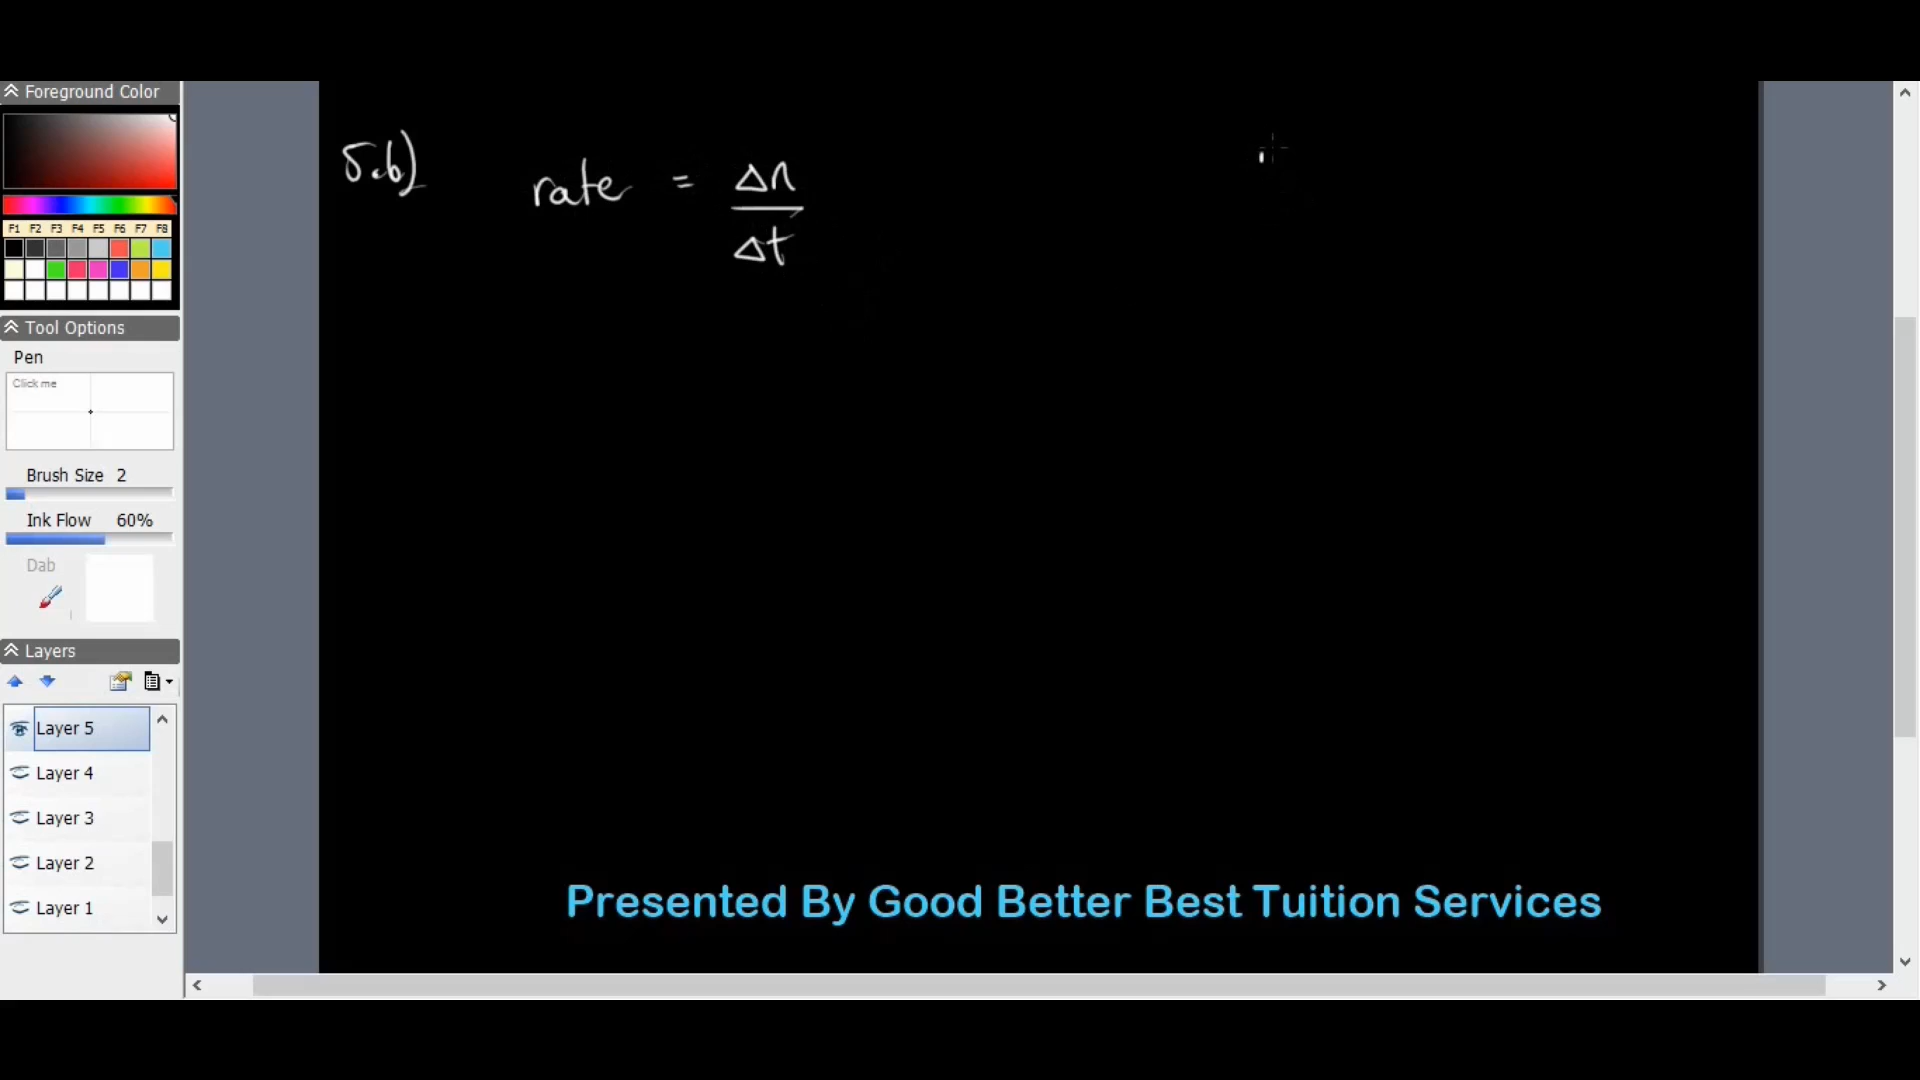 Foreground Color
F1 F2 F3 F4 F5 F6 F7 F8
Tool Options
Pen
Click me
Brush Size 2
Ink Flow 60%
Dab
Layers
Layer 5
Layer 4
Layer 3
Layer 2
Layer 1
5.b)
rate = Δn
Δt
Presented By Good Better Best Tuition Services